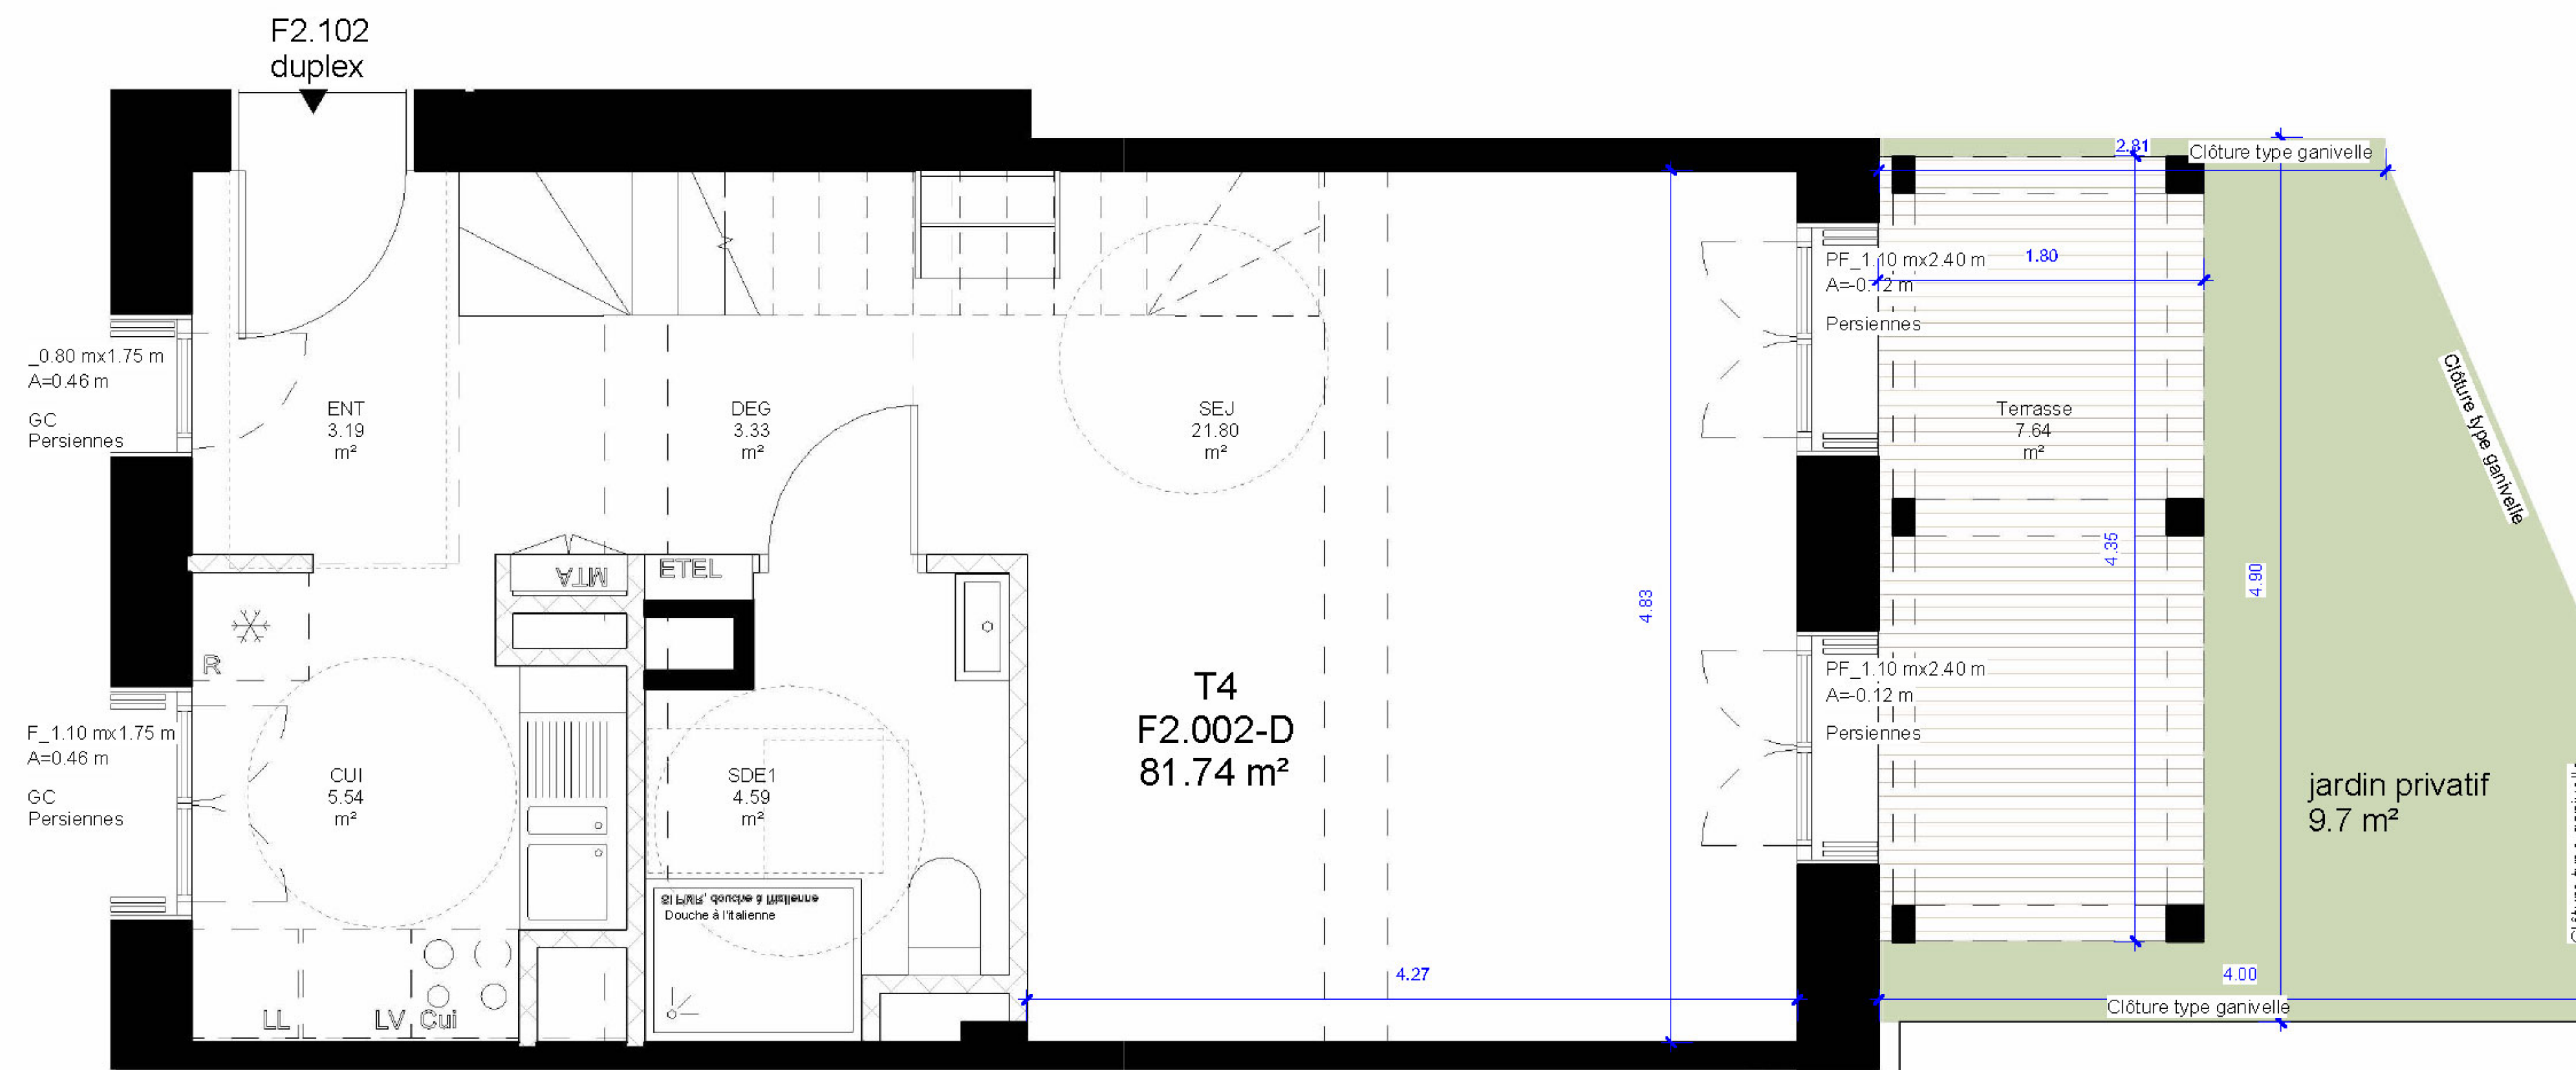 F2.102
duplex
2.81
Clôture type ganivelle
PF_1.10 mx2.40 m
A=-0.12 m
Persiennes
1.80
_0.80 mx1.75 m
A=0.46 m
GC
Persiennes
ENT
3.19
m²
DEG
3.33
m²
SEJ
21.80
m²
Terrasse
7.64
m²
Clôture type ganivelle
MTA
ETEL
4.83
4.35
4.90
R
PF_1.10 mx2.40 m
A=-0.12 m
Persiennes
T4
F2.002-D
81.74 m²
F_1.10 mx1.75 m
A=0.46 m
GC
Persiennes
CUI
5.54
m²
SDE1
4.59
m²
jardin privatif
9.7 m²
SI PMR, douche à l'italienne
Douche à l'italienne
4.27
4.00
Clôture type ganivelle
LL
LV
Cui